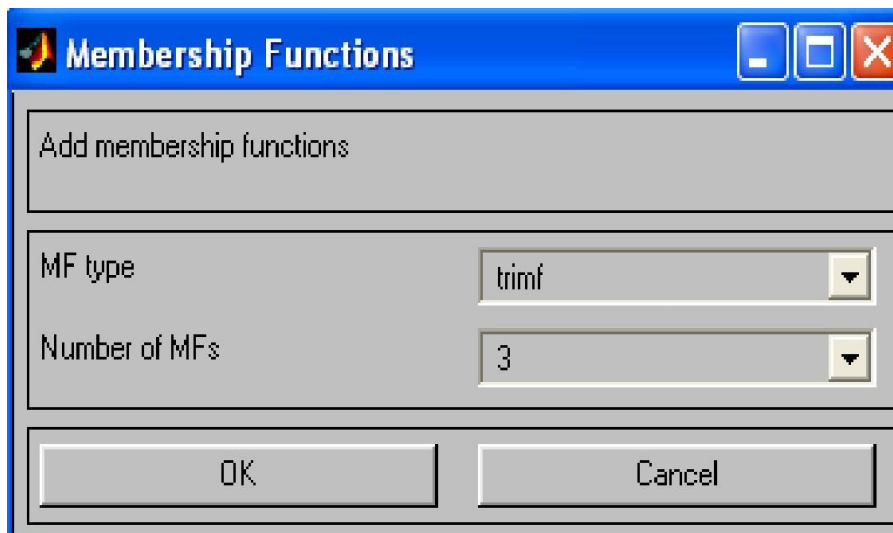 Membership Functions
Add membership functions
MF type trimf
Number of MFs 3
OK Cancel